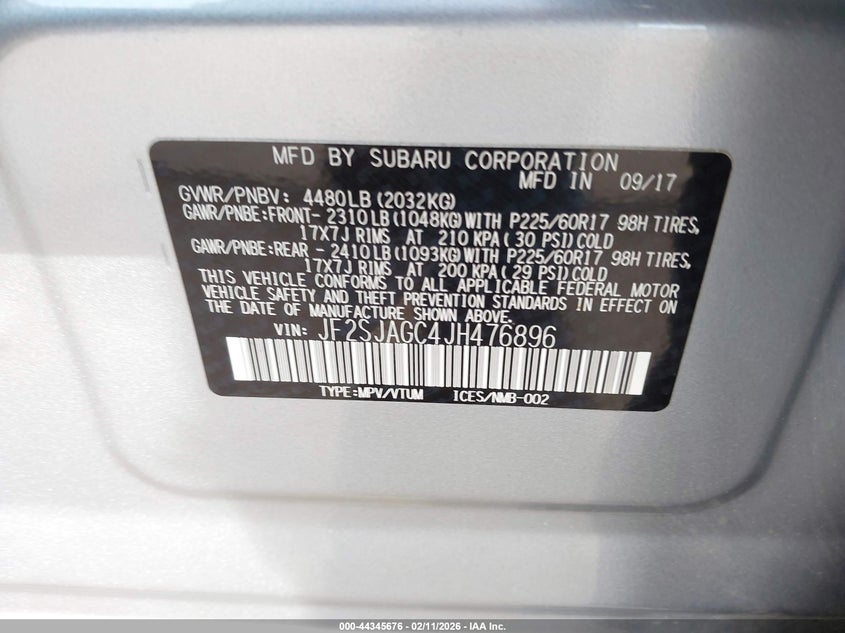 MFD BY SUBARU CORPORATION
MFD IN 09/17
GVWR/PNBV: 4480LB(2032KG)
GAWR/PNBE:FRONT- 2310LB(1048KG)WITH P225/60R17 98H TIRES,
17X7J RIMS AT 210 KPA( 30 PSI)COLD
GAWR/PNBE:REAR - 2410LB(1093KG)WITH P225/60R17 98H TIRES,
17X7J RIMS AT 200 KPA(29 PSI)COLD
THIS VEHICLE CONFORMS TO ALL APPLICABLE FEDERAL MOTOR
VEHICLE SAFETY AND THEFT PREVENTION STANDARDS IN EFFECT ON
THE DATE OF MANUFACTURE SHOWN ABOVE.
VIN: JF2SJAGC4JH476896
TYPE:MPV/VTUM ICES/NMB-002
000-44345676 - 02/11/2026 - IAA Inc.